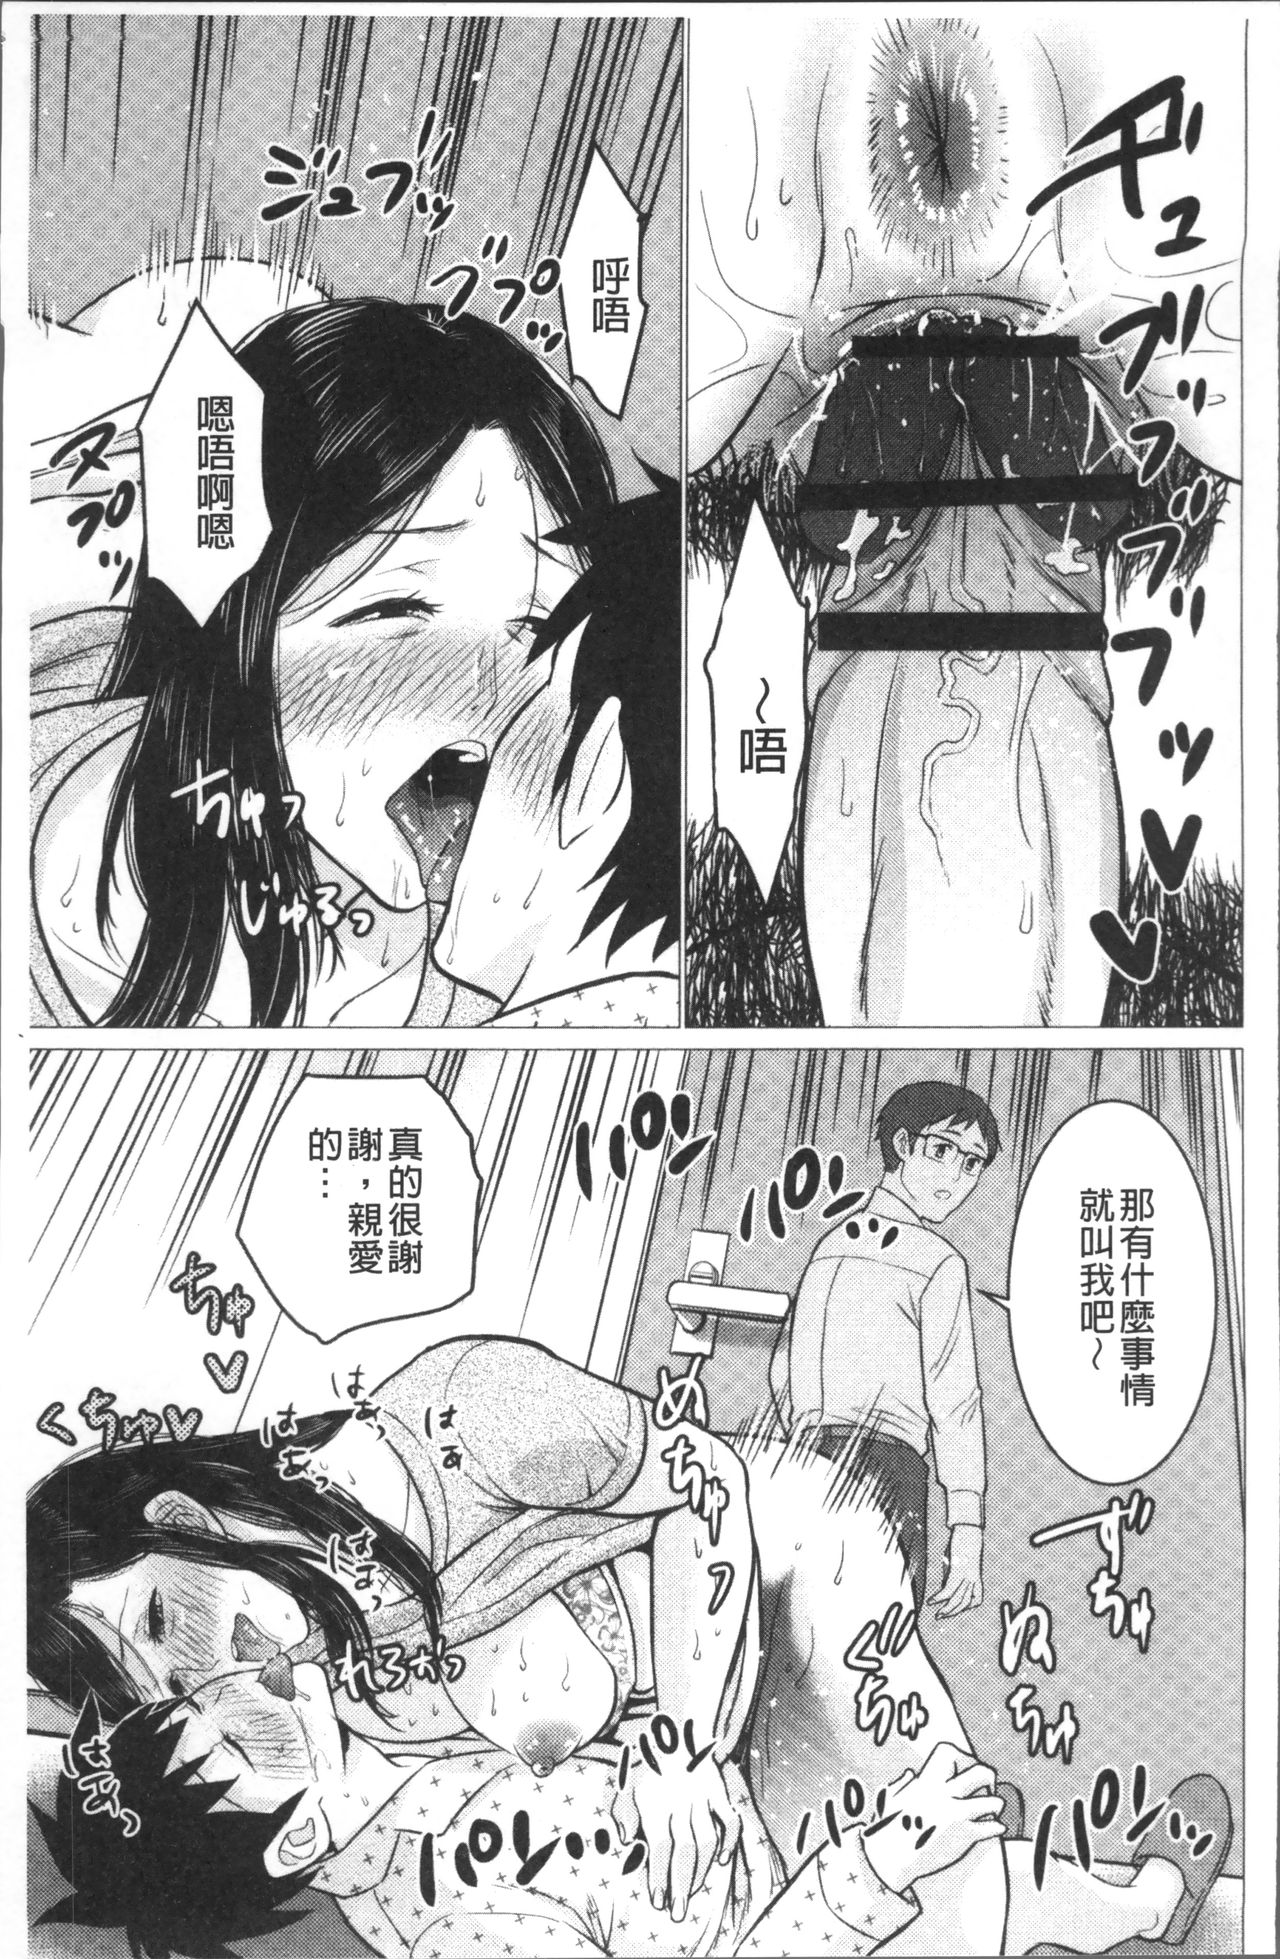 ギュ
ブブッ
ブブッ♥♥
～唔
ジュブッ
ブプッ
呼唔
嗯唔啊嗯
ヌプッ
ちゅっ
じゅるっ
那有什麼事情
就叫我吧～
パンッ
パンッ
真的很謝
謝，親愛
的…
ちゅ♥
くちゅ♥
はぁっ
はぁっ
はぁ
はぁっ
めちゅっ
ずちゅ
ぬちゅ
ぐちゅ
れろぉっ
はあっ
パンッ
パンッ
パンッ
パンッ